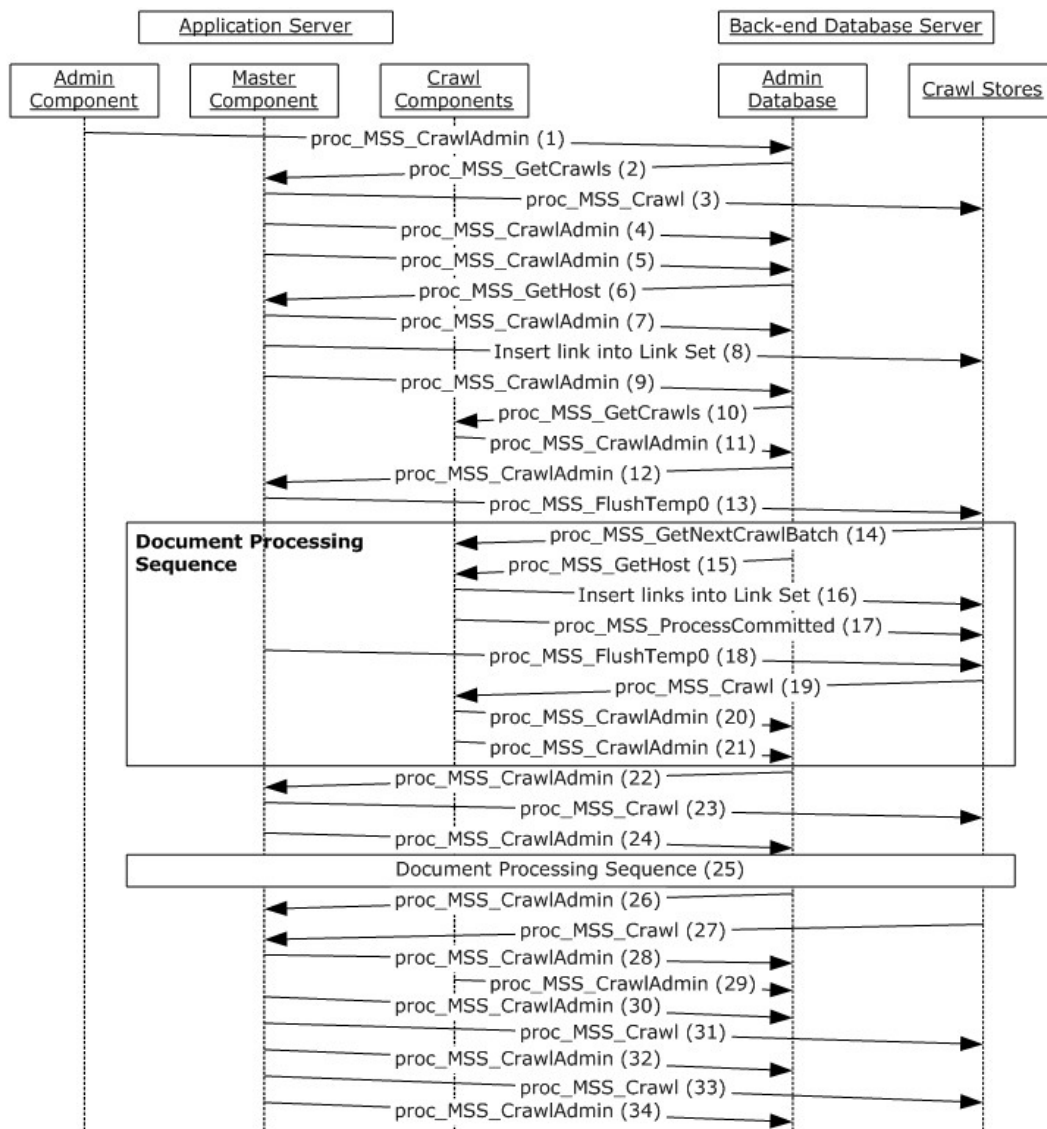 Application Server
Back-end Database Server
Admin
Component
Master
Component
Crawl
Components
Admin
Database
Crawl Stores
proc_MSS_CrawlAdmin (1)
proc_MSS_GetCrawls (2)
proc_MSS_Crawl (3)
proc_MSS_CrawlAdmin (4)
proc_MSS_CrawlAdmin (5)
proc_MSS_GetHost (6)
proc_MSS_CrawlAdmin (7)
Insert link into Link Set (8)
proc_MSS_CrawlAdmin (9)
proc_MSS_GetCrawls (10)
proc_MSS_CrawlAdmin (11)
proc_MSS_CrawlAdmin (12)
proc_MSS_FlushTemp0 (13)
Document Processing
Sequence
proc_MSS_GetNextCrawlBatch (14)
proc_MSS_GetHost (15)
Insert links into Link Set (16)
proc_MSS_ProcessCommitted (17)
proc_MSS_FlushTemp0 (18)
proc_MSS_Crawl (19)
proc_MSS_CrawlAdmin (20)
proc_MSS_CrawlAdmin (21)
proc_MSS_CrawlAdmin (22)
proc_MSS_Crawl (23)
proc_MSS_CrawlAdmin (24)
Document Processing Sequence (25)
proc_MSS_CrawlAdmin (26)
proc_MSS_Crawl (27)
proc_MSS_CrawlAdmin (28)
proc_MSS_CrawlAdmin (29)
proc_MSS_CrawlAdmin (30)
proc_MSS_Crawl (31)
proc_MSS_CrawlAdmin (32)
proc_MSS_Crawl (33)
proc_MSS_CrawlAdmin (34)